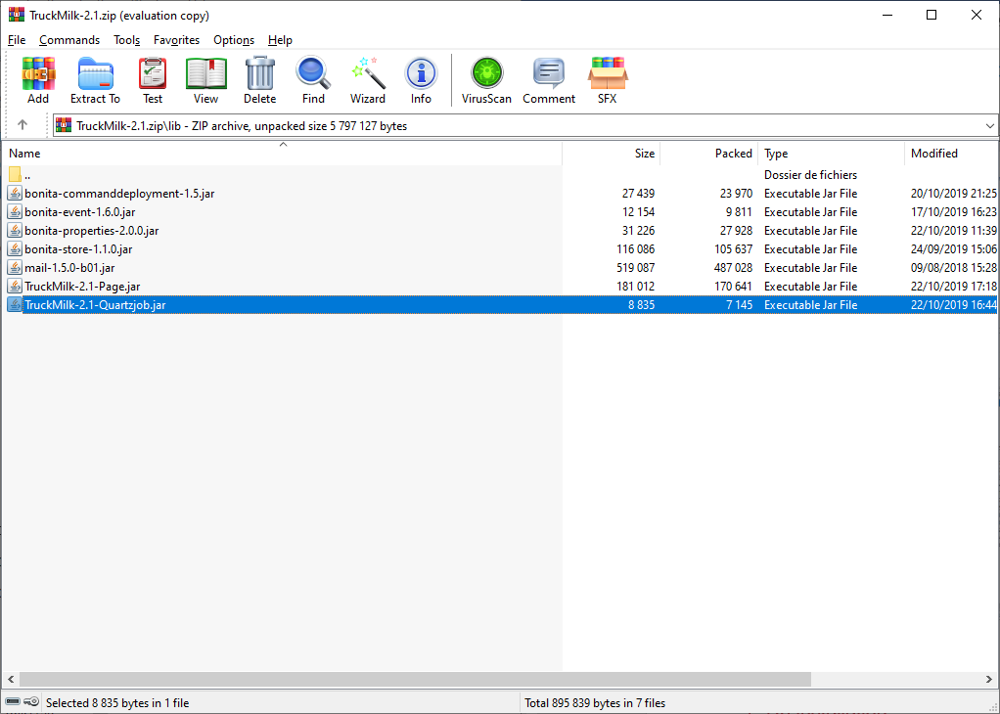 TruckMilk-2.1.zip (evaluation copy)
File Commands Tools Favorites Options Help
Add Extract To Test View Delete Find Wizard Info VirusScan Comment SFX
TruckMilk-2.1.zip\lib - ZIP archive, unpacked size 5 797 127 bytes
Name Size Packed Type Modified
.. Dossier de fichiers
bonita-commanddeployment-1.5.jar 27 439 23 970 Executable Jar File 20/10/2019 21:25
bonita-event-1.6.0.jar 12 154 9 811 Executable Jar File 17/10/2019 16:23
bonita-properties-2.0.0.jar 31 226 27 928 Executable Jar File 22/10/2019 11:39
bonita-store-1.1.0.jar 116 086 105 637 Executable Jar File 24/09/2019 15:06
mail-1.5.0-b01.jar 519 087 487 028 Executable Jar File 09/08/2018 15:28
TruckMilk-2.1-Page.jar 181 012 170 641 Executable Jar File 22/10/2019 17:18
TruckMilk-2.1-Quartzjob.jar 8 835 7 145 Executable Jar File 22/10/2019 16:44
Selected 8 835 bytes in 1 file Total 895 839 bytes in 7 files